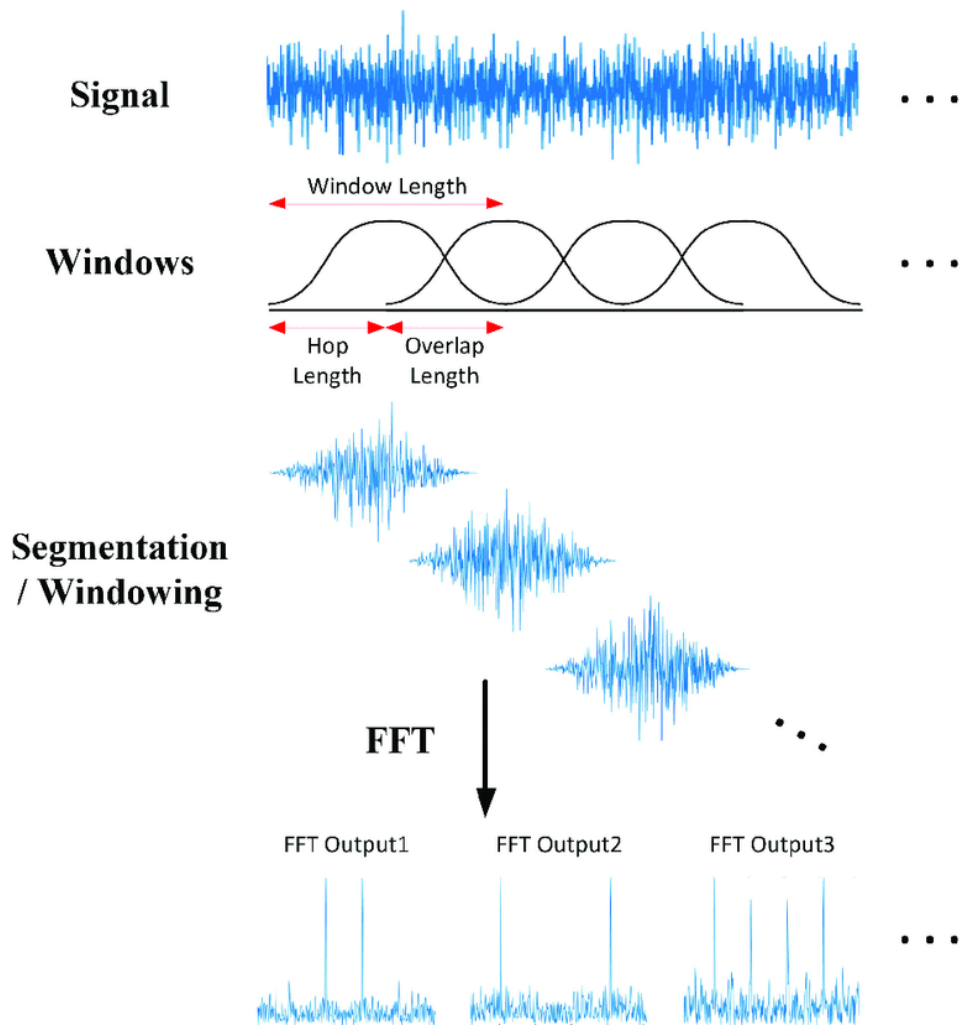 Signal
Window Length
Windows
Hop
Length
Overlap
Length
Segmentation
/ Windowing
FFT
FFT Output1
FFT Output2
FFT Output3